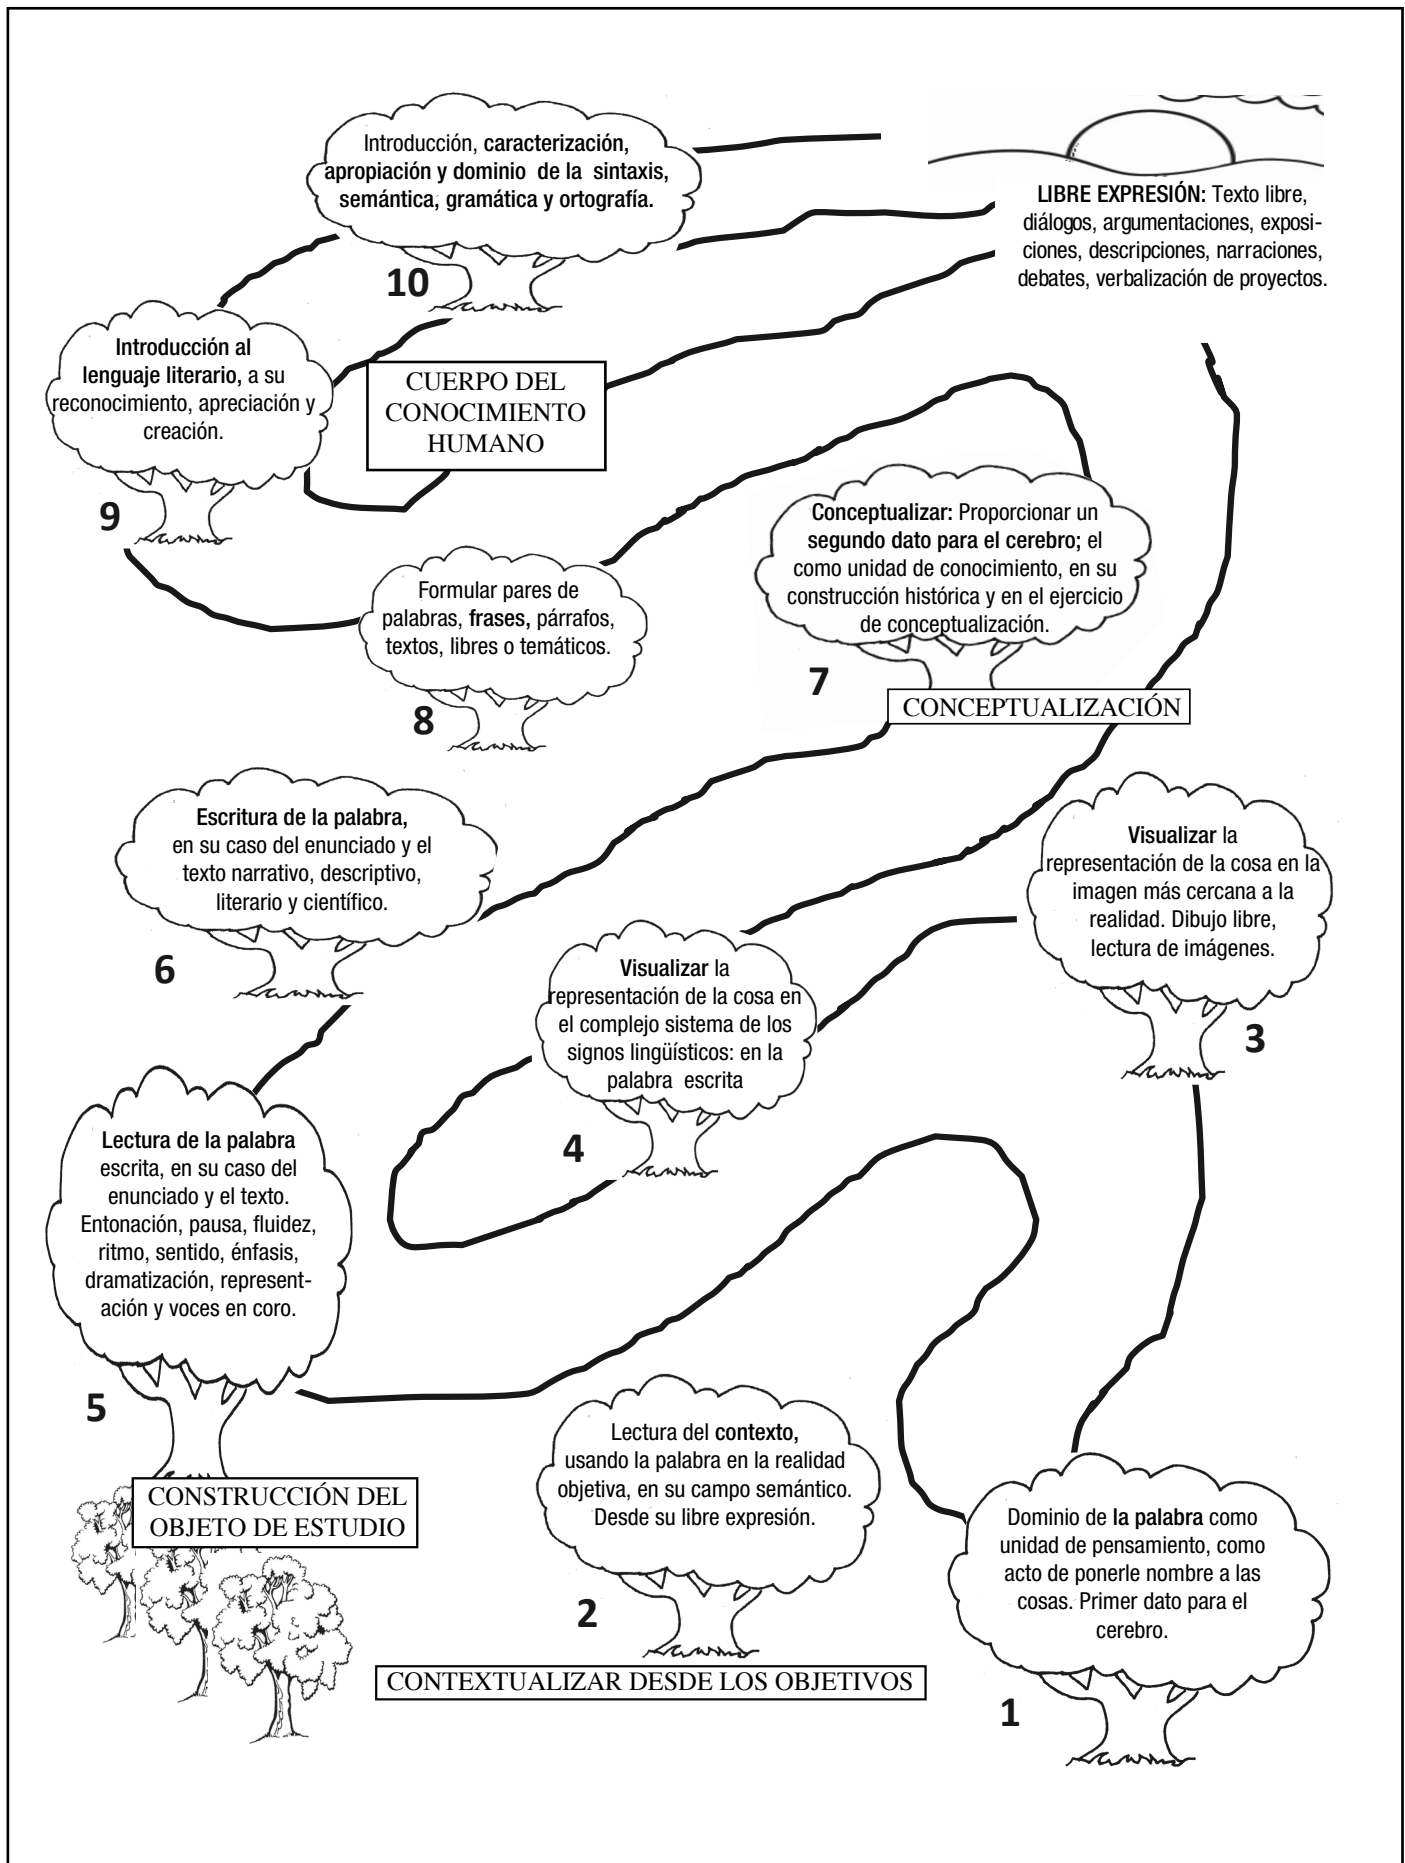 Introducción, caracterización,
apropiación y dominio de la sintaxis,
semántica, gramática y ortografía.
10
LIBRE EXPRESIÓN: Texto libre,
diálogos, argumentaciones, exposi-
ciones, descripciones, narraciones,
debates, verbalización de proyectos.
Introducción al
lenguaje literario, a su
reconocimiento, apreciación y
creación.
9
CUERPO DEL
CONOCIMIENTO
HUMANO
Conceptualizar: Proporcionar un
segundo dato para el cerebro; el
como unidad de conocimiento, en su
construcción histórica y en el ejercicio
de conceptualización.
7
CONCEPTUALIZACIÓN
Formular pares de
palabras, frases, párrafos,
textos, libres o temáticos.
8
Escritura de la palabra,
en su caso del enunciado y el
texto narrativo, descriptivo,
literario y científico.
6
Visualizar la
representación de la cosa en la
imagen más cercana a la
realidad. Dibujo libre,
lectura de imágenes.
3
Visualizar la
representación de la cosa en
el complejo sistema de los
signos lingüísticos: en la
palabra escrita
4
Lectura de la palabra
escrita, en su caso del
enunciado y el texto.
Entonación, pausa, fluidez,
ritmo, sentido, énfasis,
dramatización, represent-
ación y voces en coro.
5
CONSTRUCCIÓN DEL
OBJETO DE ESTUDIO
Lectura del contexto,
usando la palabra en la realidad
objetiva, en su campo semántico.
Desde su libre expresión.
2
CONTEXTUALIZAR DESDE LOS OBJETIVOS
Dominio de la palabra como
unidad de pensamiento, como
acto de ponerle nombre a las
cosas. Primer dato para el
cerebro.
1